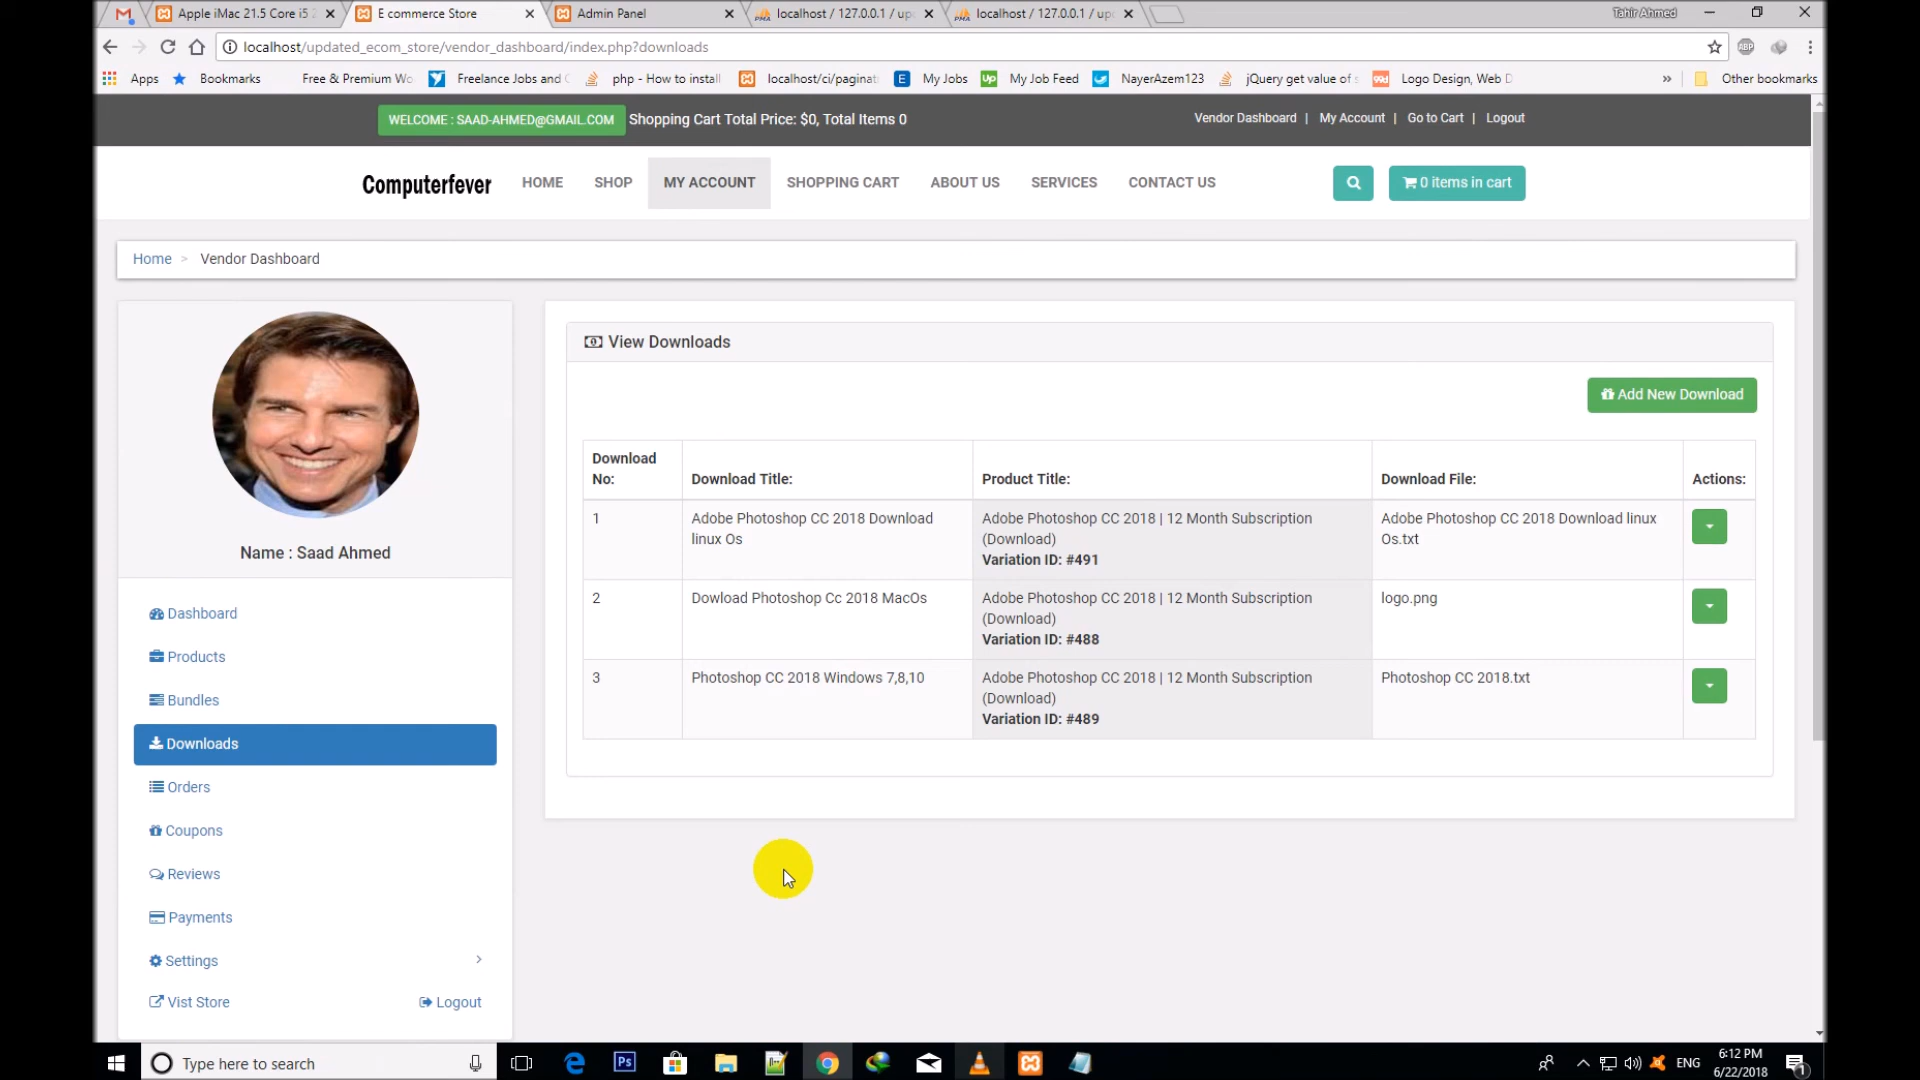 Apple iMac 21.5 Core i5 2
E commerce Store
Admin Panel
localhost / 127.0.0.1 / up
localhost / 127.0.0.1 / up
Tahir Ahmed
localhost/updated_ecom_store/vendor_dashboard/index.php?downloads
Apps
Bookmarks
Free & Premium Wo
Freelance Jobs and
php - How to install
localhost/ci/paginat
My Jobs
My Job Feed
NayerAzem123
jQuery get value of
Logo Design, Web D
»
Other bookmarks
WELCOME : SAAD-AHMED@GMAIL.COM
Shopping Cart Total Price: $0, Total Items 0
Vendor Dashboard | My Account | Go to Cart | Logout
Computerfever
HOME
SHOP
MY ACCOUNT
SHOPPING CART
ABOUT US
SERVICES
CONTACT US
0 items in cart
Home > Vendor Dashboard
Name : Saad Ahmed
Dashboard
Products
Bundles
Downloads
Orders
Coupons
Reviews
Payments
Settings
Vist Store
Logout
View Downloads
Add New Download
Download No:
Download Title:
Product Title:
Download File:
Actions:
1
Adobe Photoshop CC 2018 Download
linux Os
Adobe Photoshop CC 2018 | 12 Month Subscription
(Download)
Variation ID: #491
Adobe Photoshop CC 2018 Download linux
Os.txt
2
Dowload Photoshop Cc 2018 MacOs
Adobe Photoshop CC 2018 | 12 Month Subscription
(Download)
Variation ID: #488
logo.png
3
Photoshop CC 2018 Windows 7,8,10
Adobe Photoshop CC 2018 | 12 Month Subscription
(Download)
Variation ID: #489
Photoshop CC 2018.txt
Type here to search
Ps
ENG
6:12 PM
6/22/2018